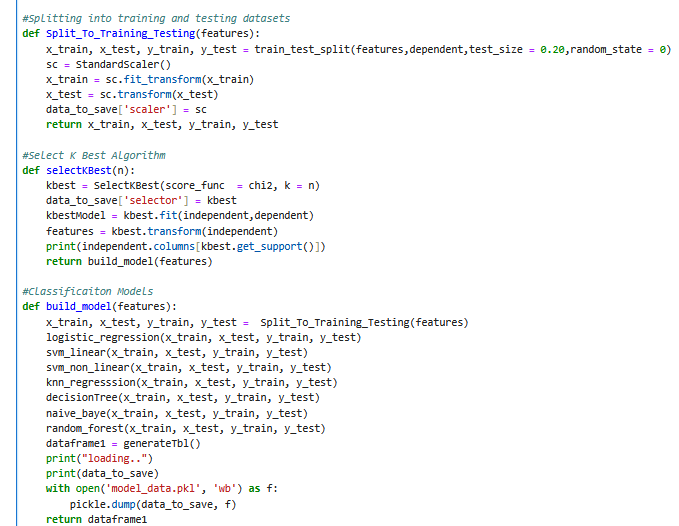 #Splitting into training and testing datasets
def Split_To_Training_Testing(features):
    x_train, x_test, y_train, y_test = train_test_split(features,dependent,test_size = 0.20,random_state = 0)
    sc = StandardScaler()
    x_train = sc.fit_transform(x_train)
    x_test = sc.transform(x_test)
    data_to_save['scaler'] = sc
    return x_train, x_test, y_train, y_test

#Select K Best Algorithm
def selectKBest(n):
    kbest = SelectKBest(score_func  = chi2, k = n)
    data_to_save['selector'] = kbest
    kbestModel = kbest.fit(independent,dependent)
    features = kbest.transform(independent)
    print(independent.columns[kbest.get_support()])
    return build_model(features)

#Classificaiton Models
def build_model(features):
    x_train, x_test, y_train, y_test =  Split_To_Training_Testing(features)
    logistic_regression(x_train, x_test, y_train, y_test)
    svm_linear(x_train, x_test, y_train, y_test)
    svm_non_linear(x_train, x_test, y_train, y_test)
    knn_regresssion(x_train, x_test, y_train, y_test)
    decisionTree(x_train, x_test, y_train, y_test)
    naive_baye(x_train, x_test, y_train, y_test)
    random_forest(x_train, x_test, y_train, y_test)
    dataframe1 = generateTbl()
    print("loading..")
    print(data_to_save)
    with open('model_data.pkl', 'wb') as f:
        pickle.dump(data_to_save, f)
    return dataframe1